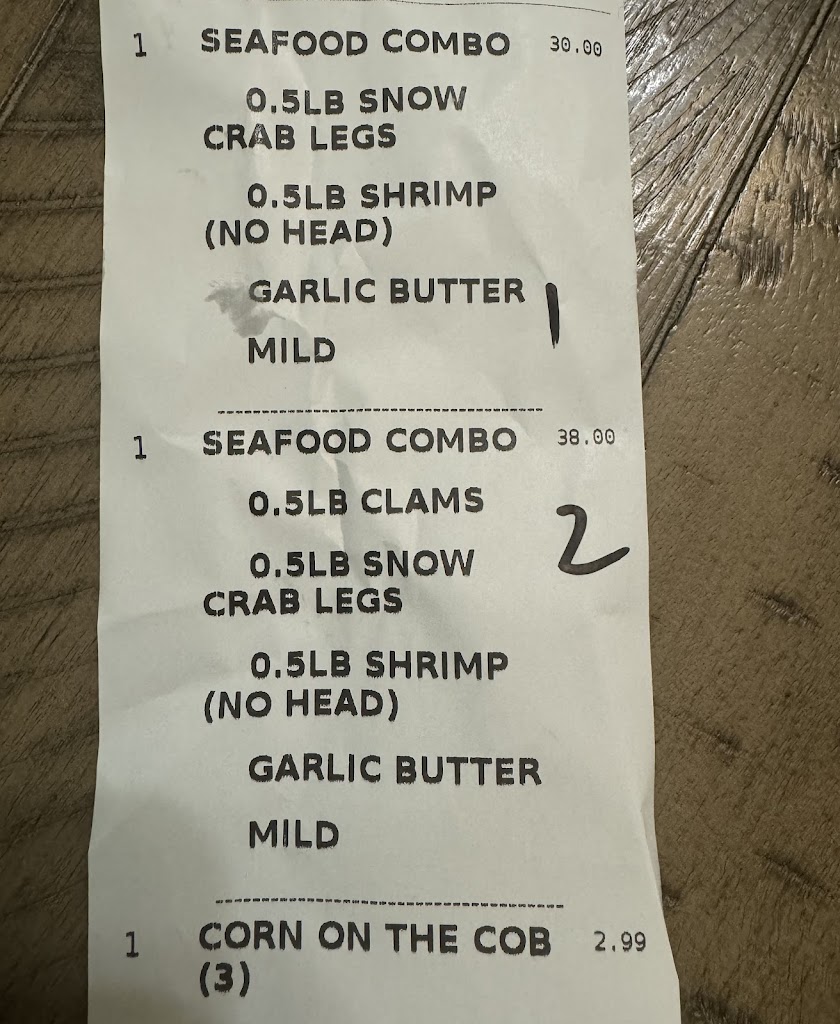 1 SEAFOOD COMBO 30.00
0.5LB SNOW
CRAB LEGS
0.5LB SHRIMP
(NO HEAD)
GARLIC BUTTER 1
MILD
1 SEAFOOD COMBO 38.00
0.5LB CLAMS
2
0.5LB SNOW
CRAB LEGS
0.5LB SHRIMP
(NO HEAD)
GARLIC BUTTER
MILD
1 CORN ON THE COB 2.99
(3)